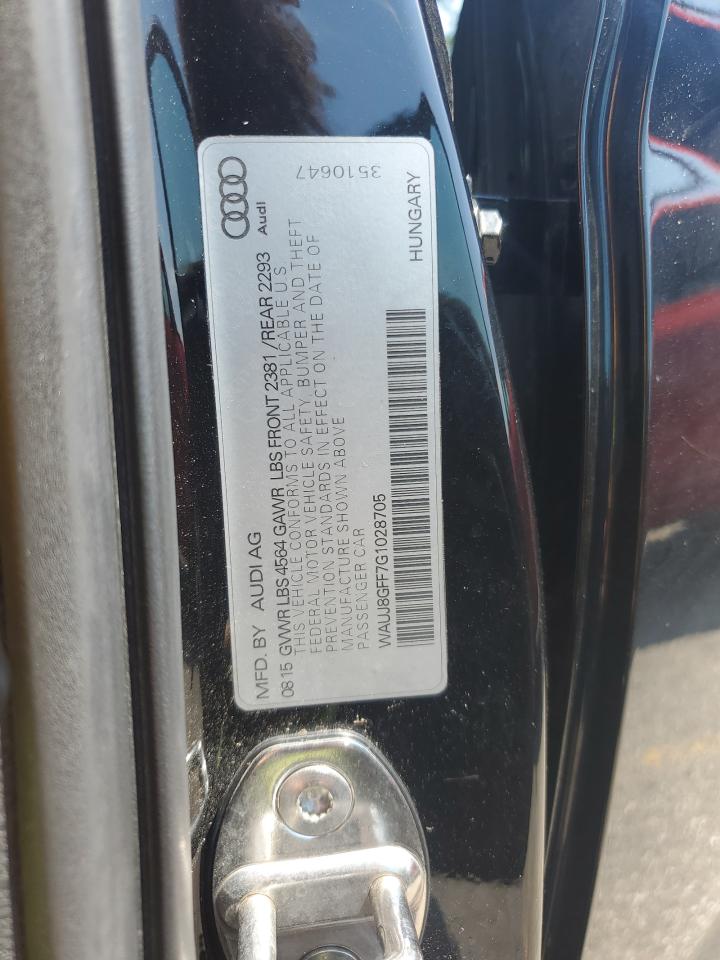 MFD. BY AUDI AG
08 15 GVWR LBS 4564 GAWR LBS FRONT 2381/REAR 2293
THIS VEHICLE CONFORMS TO ALL APPLICABLE U S
FEDERAL MOTOR VEHICLE SAFETY, BUMPER AND THEFT
PREVENTION STANDARDS IN EFFECT ON THE DATE OF
MANUFACTURE SHOWN ABOVE
PASSENGER CAR
WAUJ8GFF7G1028705
Audi
3510647
HUNGARY